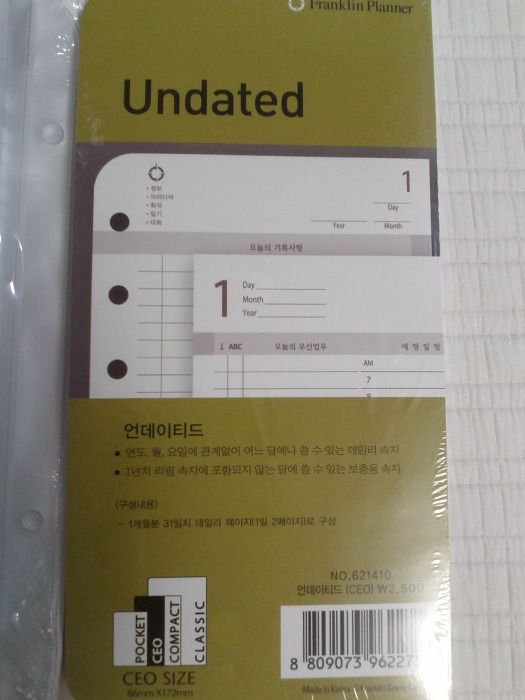 Franklin Planner
Undated
• 정보
• 아이디어
• 회의
• 일기
• 대화
1
Day
Year Month
오늘의 기록사항
1
Day
Month
Year
↓ ABC 오늘의 우선업무 예 정 일 정
AM
7
8
언데이티드
● 연도, 월, 요일에 관계없이 어느 달에나 쓸 수 있는 데일리 속지
● 1년치 리필 속지에 포함되지 않는 달에 쓸 수 있는 보충용 속지
〈구성내용〉
- 1개월분 31일치 데일리 페이지(1일 2페이지)로 구성
NO.621410
언데이티드 (CEO) ₩2,500
POCKET
CEO
COMPACT
CLASSIC
CEO SIZE
86mm X 172mm
8 809073 96227
Made in Korea